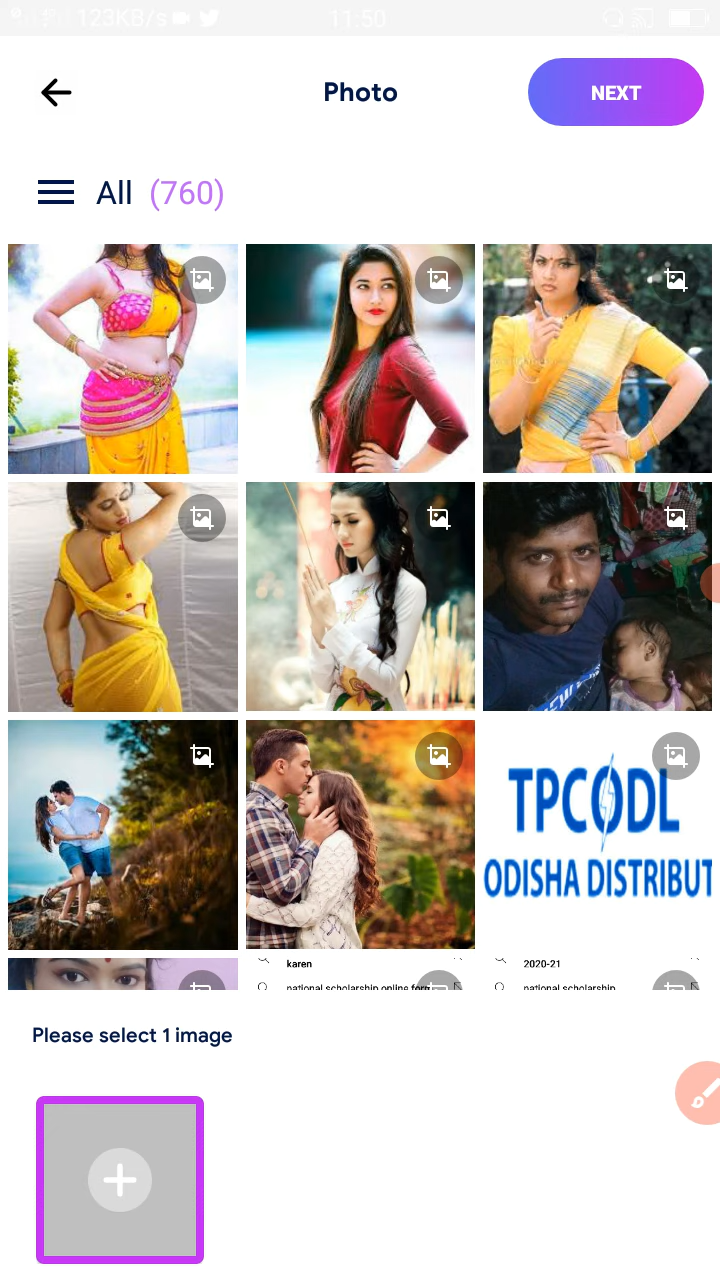 123KB/s
11:50
Photo
NEXT
All (760)
TPCODL
ODISHA DISTRIBUT
karen
2020-21
national scholarship online form
national scholarship
Please select 1 image